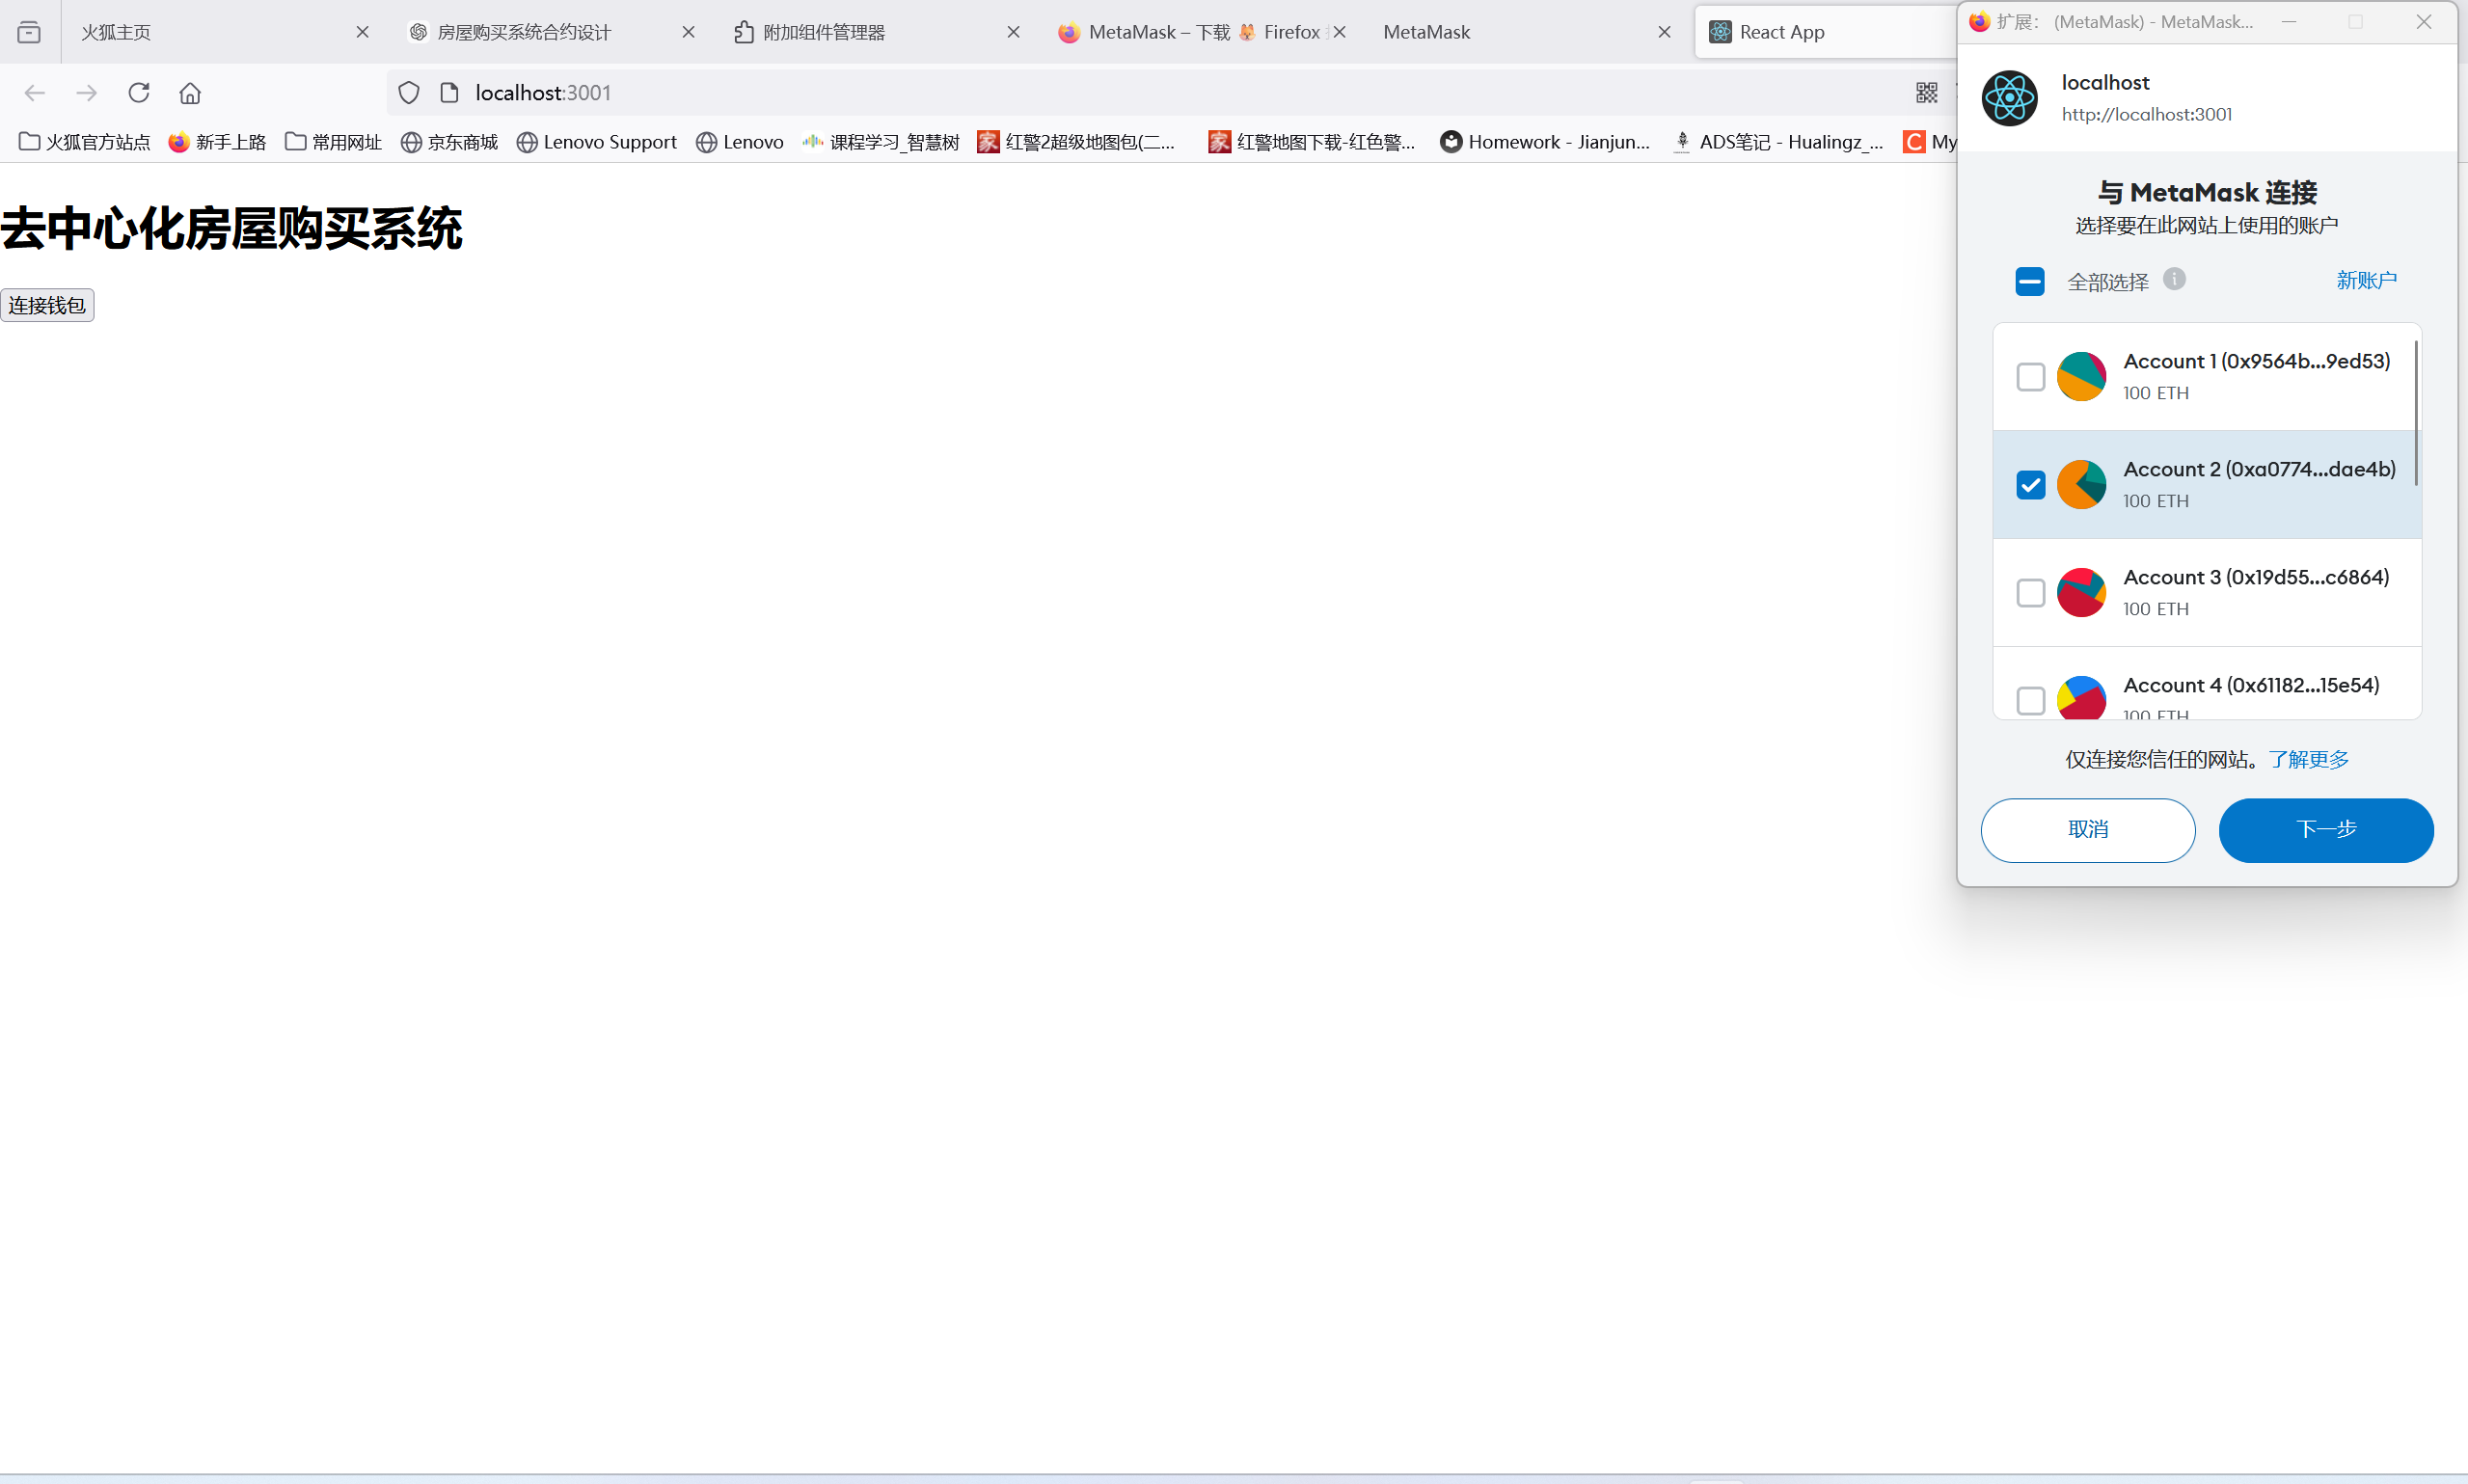 火狐主页
房屋购买系统合约设计
附加组件管理器
MetaMask – 下载 🦊 Firefox
MetaMask
React App
localhost:3001
火狐官方站点
新手上路
常用网址
京东商城
Lenovo Support
Lenovo
课程学习_智慧树
红警2超级地图包(二...
红警地图下载-红色警...
Homework - Jianjun...
ADS笔记 - Hualingz_...
My
去中心化房屋购买系统
连接钱包
扩展： (MetaMask) - MetaMask...
localhost
http://localhost:3001
与 MetaMask 连接
选择要在此网站上使用的账户
全部选择
新账户
Account 1 (0x9564b...9ed53)
100 ETH
Account 2 (0xa0774...dae4b)
100 ETH
Account 3 (0x19d55...c6864)
100 ETH
Account 4 (0x61182...15e54)
100 ETH
仅连接您信任的网站。了解更多
取消
下一步